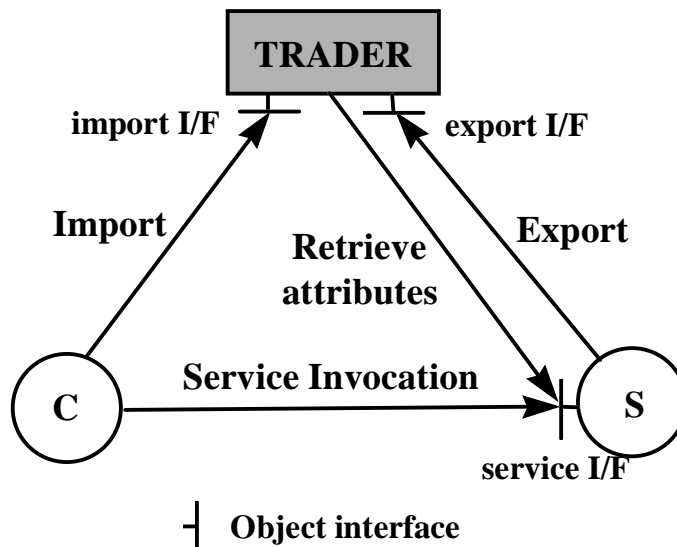 TRADER
import I/F
export I/F
Import
Export
Retrieve
attributes
Service Invocation
C
S
service I/F
Object interface